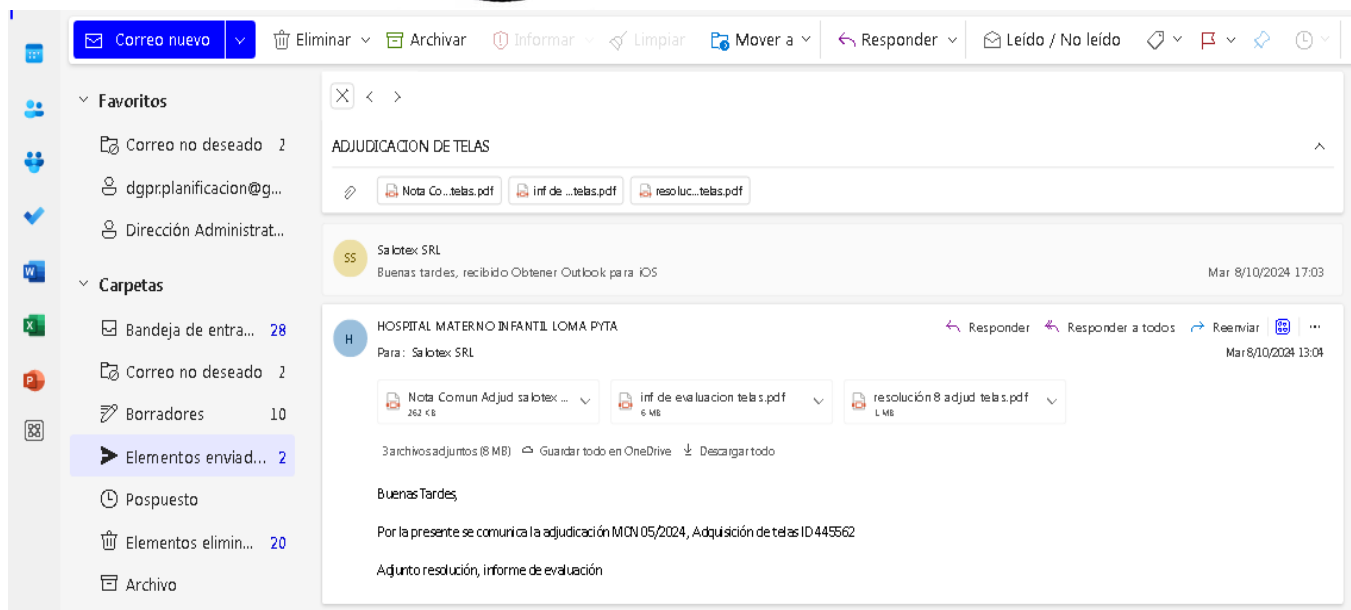 Correo nuevo Eliminar Archivar Informar Limpiar Mover a Responder Leído / No leído
Favoritos
Correo no deseado 2
dgpr.planificacion@g...
Dirección Administrat...
Carpetas
Bandeja de entra... 28
Correo no deseado 2
Borradores 10
Elementos enviad... 2
Pospuesto
Elementos elimin... 20
Archivo
ADJUDICACION DE TELAS
Nota Co...telas.pdf inf de ...telas.pdf resoluc...telas.pdf
SS
Salotex SRL
Buenas tardes, recibido Obtener Outlook para iOS Mar 8/10/2024 17:03
H
HOSPITAL MATERNO INFANTIL LOMA PYTA Responder Responder a todos Reenviar
Para: Salotex SRL Mar 8/10/2024 13:04
Nota Comun Adjud salotex ... inf de evaluacion telas.pdf resolución 8 adjud telas.pdf
262 KB 6 MB 1 MB
3 archivos adjuntos (8 MB) Guardar todo en OneDrive Descargar todo
Buenas Tardes,
Por la presente se comunica la adjudicación MCN 05/2024, Adquisición de telas ID 445562
Adjunto resolución, informe de evaluación